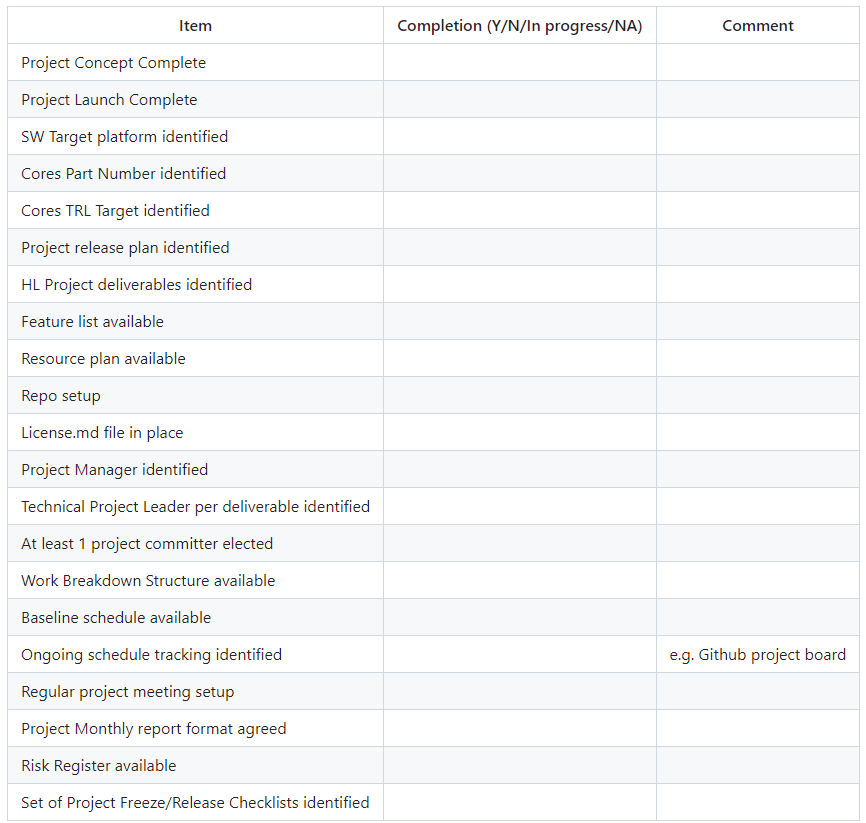 Item Completion (Y/N/In progress/NA) Comment
Project Concept Complete
Project Launch Complete
SW Target platform identified
Cores Part Number identified
Cores TRL Target identified
Project release plan identified
HL Project deliverables identified
Feature list available
Resource plan available
Repo setup
License.md file in place
Project Manager identified
Technical Project Leader per deliverable identified
At least 1 project committer elected
Work Breakdown Structure available
Baseline schedule available
Ongoing schedule tracking identified e.g. Github project board
Regular project meeting setup
Project Monthly report format agreed
Risk Register available
Set of Project Freeze/Release Checklists identified